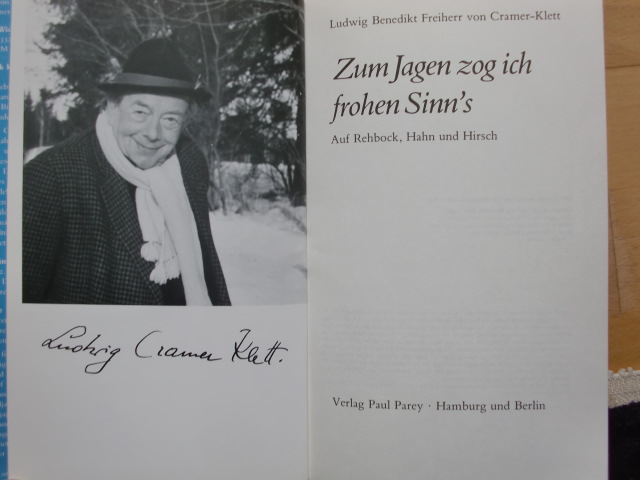 Ludwig Cramer Klett.
Ludwig Benedikt Freiherr von Cramer-Klett
Zum Jagen zog ich
frohen Sinn's
Auf Rehbock, Hahn und Hirsch
Verlag Paul Parey · Hamburg und Berlin